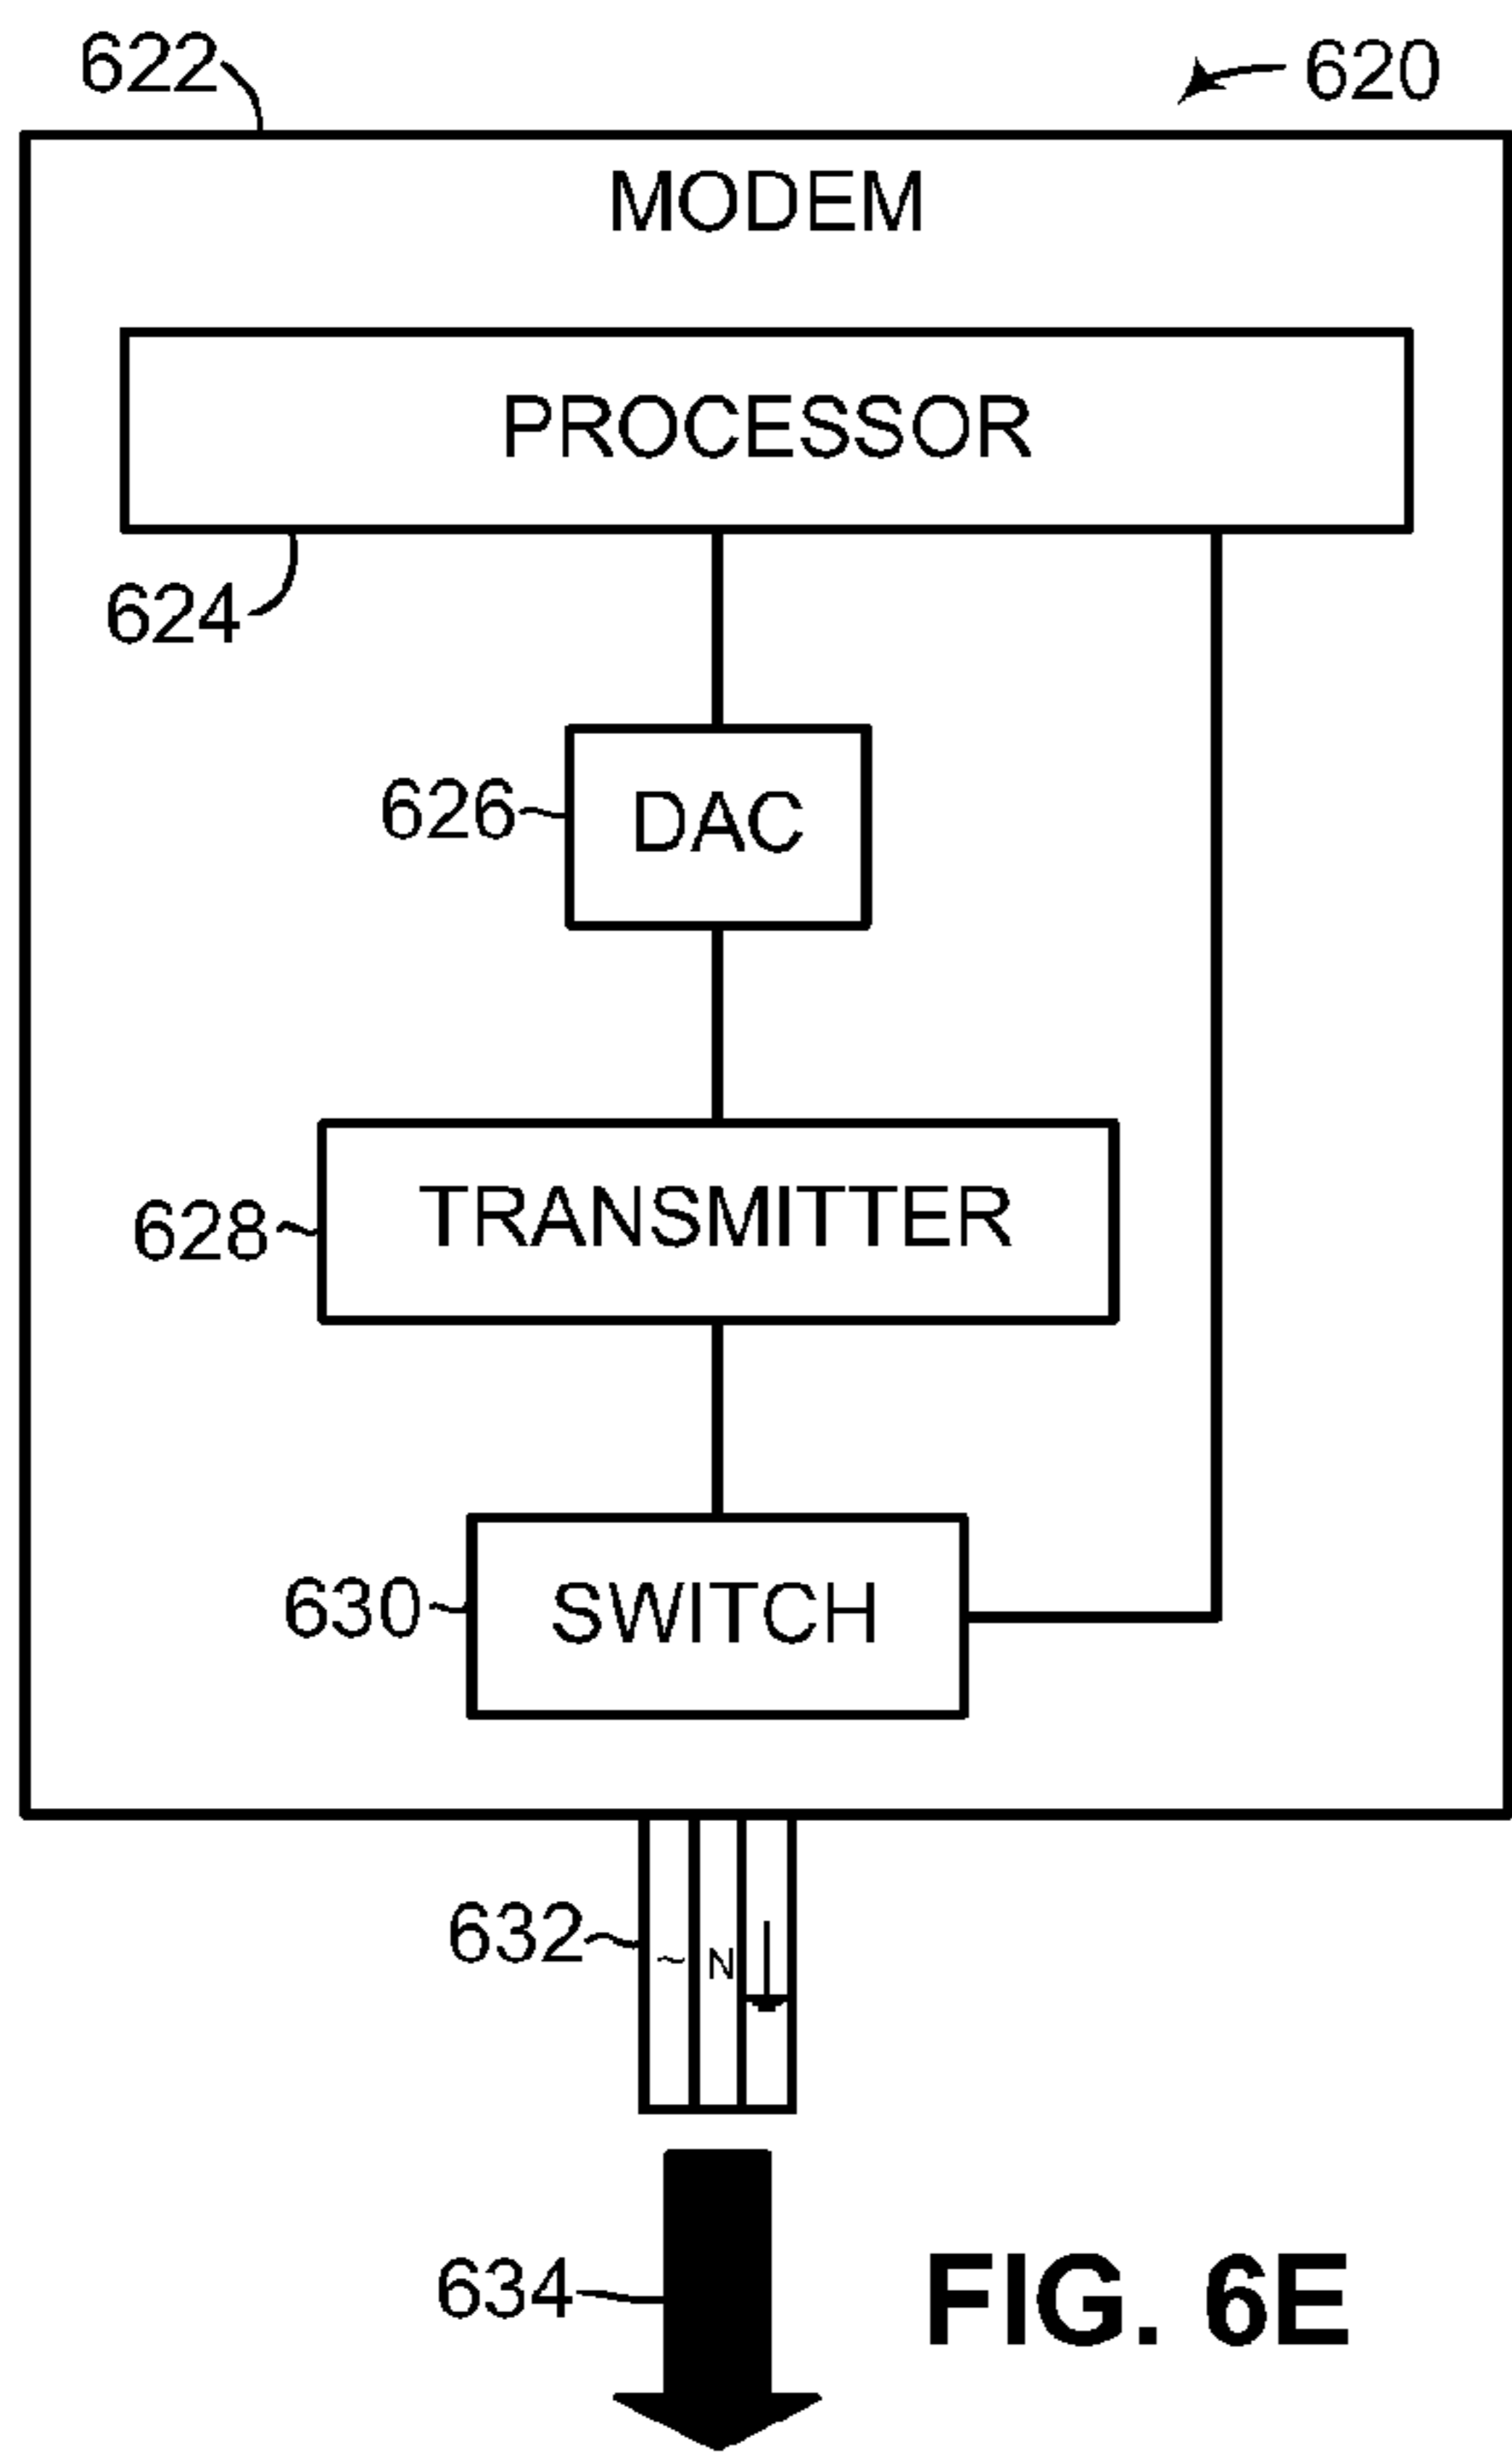 622
620
MODEM
PROCESSOR
624
626
DAC
628
TRANSMITTER
630
SWITCH
632
~ N
634
FIG. 6E